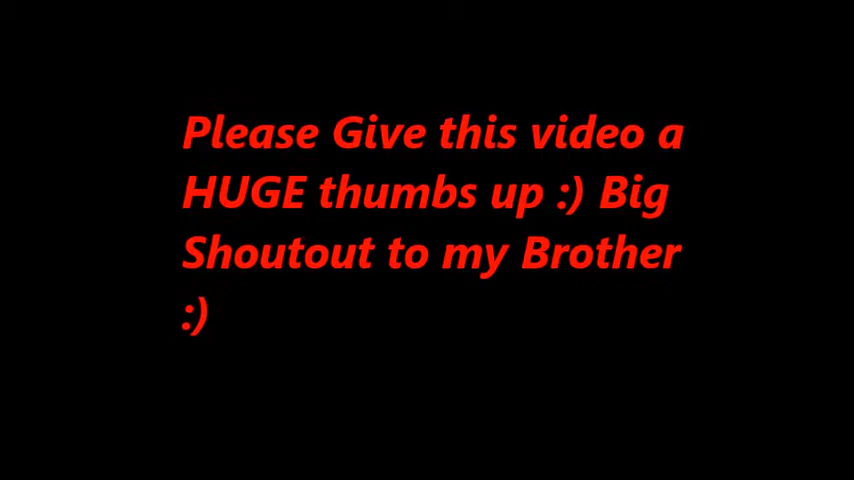 Please Give this video a
HUGE thumbs up :) Big
Shoutout to my Brother
:)